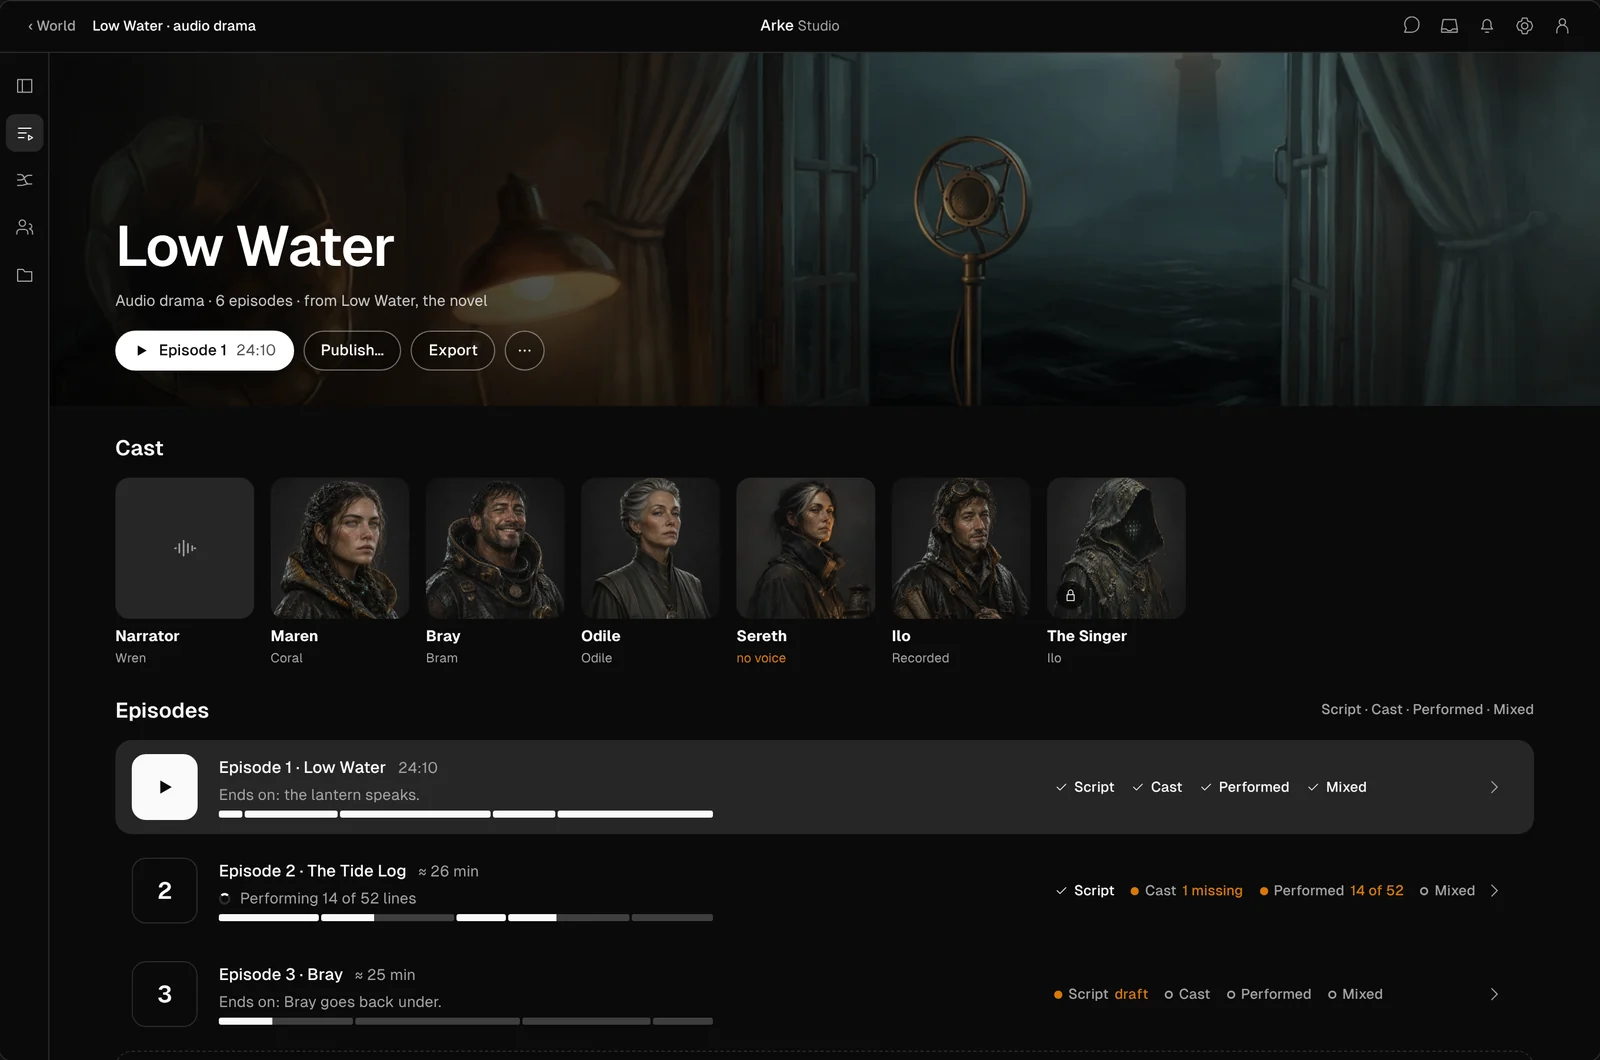 ‹ World Low Water · audio drama
Arke Studio
Low Water
Audio drama · 6 episodes · from Low Water, the novel
Episode 1 24:10
Publish...
Export
Cast
Narrator
Wren
Maren
Coral
Bray
Bram
Odile
Odile
Sereth
no voice
Ilo
Recorded
The Singer
Ilo
Episodes
Script · Cast · Performed · Mixed
Episode 1 · Low Water 24:10
Ends on: the lantern speaks.
Script Cast Performed Mixed
2
Episode 2 · The Tide Log ≈ 26 min
Performing 14 of 52 lines
Script Cast 1 missing Performed 14 of 52 Mixed
3
Episode 3 · Bray ≈ 25 min
Ends on: Bray goes back under.
Script draft Cast Performed Mixed